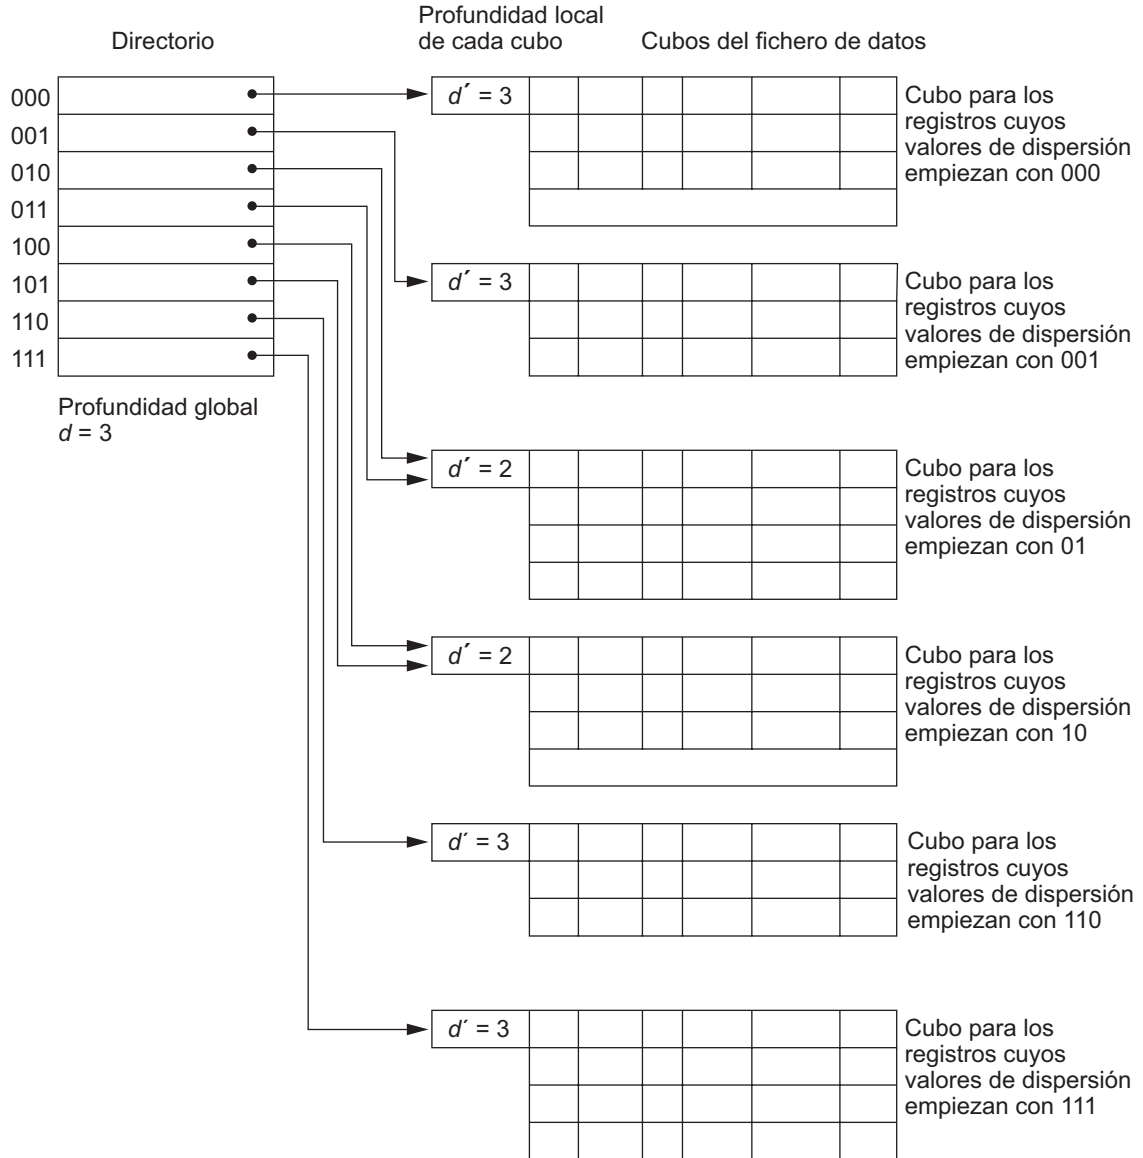 Profundidad local
de cada cubo
Directorio
Cubos del fichero de datos
000
001
010
011
100
101
110
111
Profundidad global
d = 3
d´ = 3
Cubo para los
registros cuyos
valores de dispersión
empiezan con 000
d´ = 3
Cubo para los
registros cuyos
valores de dispersión
empiezan con 001
d´ = 2
Cubo para los
registros cuyos
valores de dispersión
empiezan con 01
d´ = 2
Cubo para los
registros cuyos
valores de dispersión
empiezan con 10
d´ = 3
Cubo para los
registros cuyos
valores de dispersión
empiezan con 110
d´ = 3
Cubo para los
registros cuyos
valores de dispersión
empiezan con 111